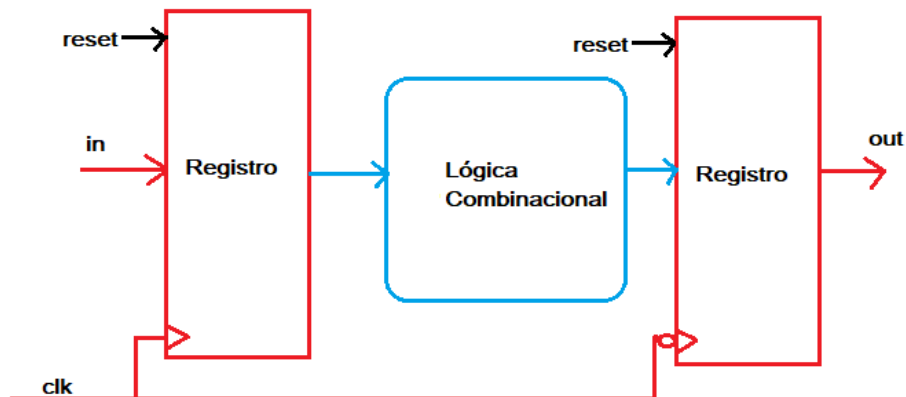 reset
reset
in
Registro
Lógica
Combinacional
Registro
out
clk